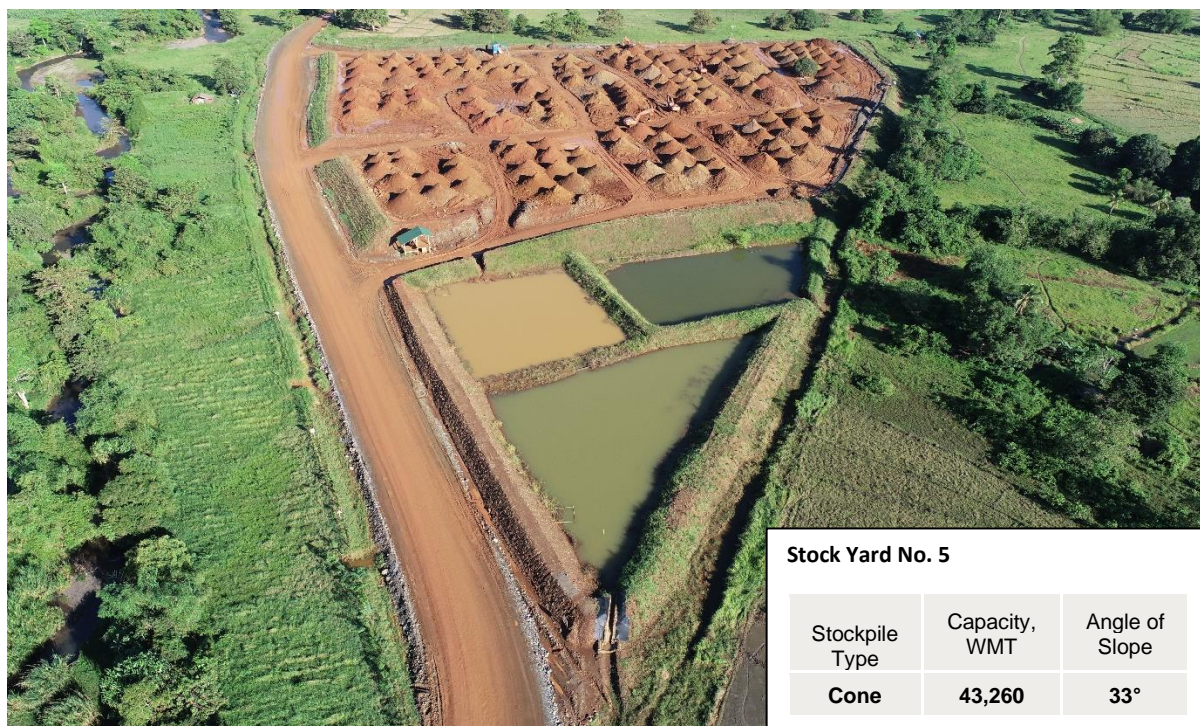 Stock Yard No. 5
Stockpile Type
Capacity, WMT
Angle of Slope
Cone
43,260
33°